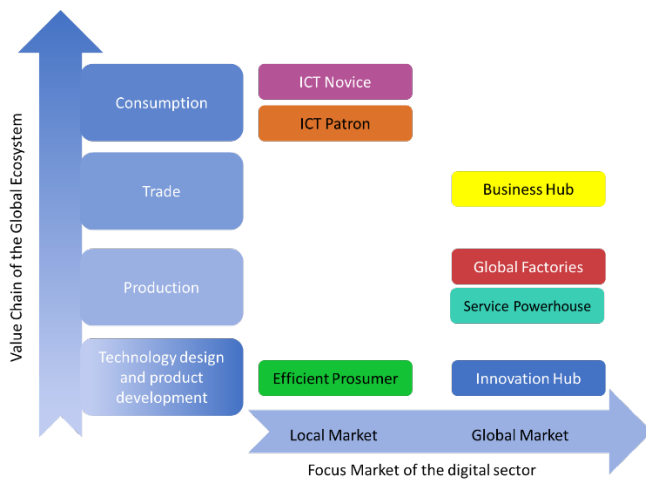 Value Chain of the Global Ecosystem
Consumption
ICT Novice
ICT Patron
Trade
Business Hub
Production
Global Factories
Service Powerhouse
Technology design
and product
development
Efficient Prosumer
Innovation Hub
Local Market
Global Market
Focus Market of the digital sector